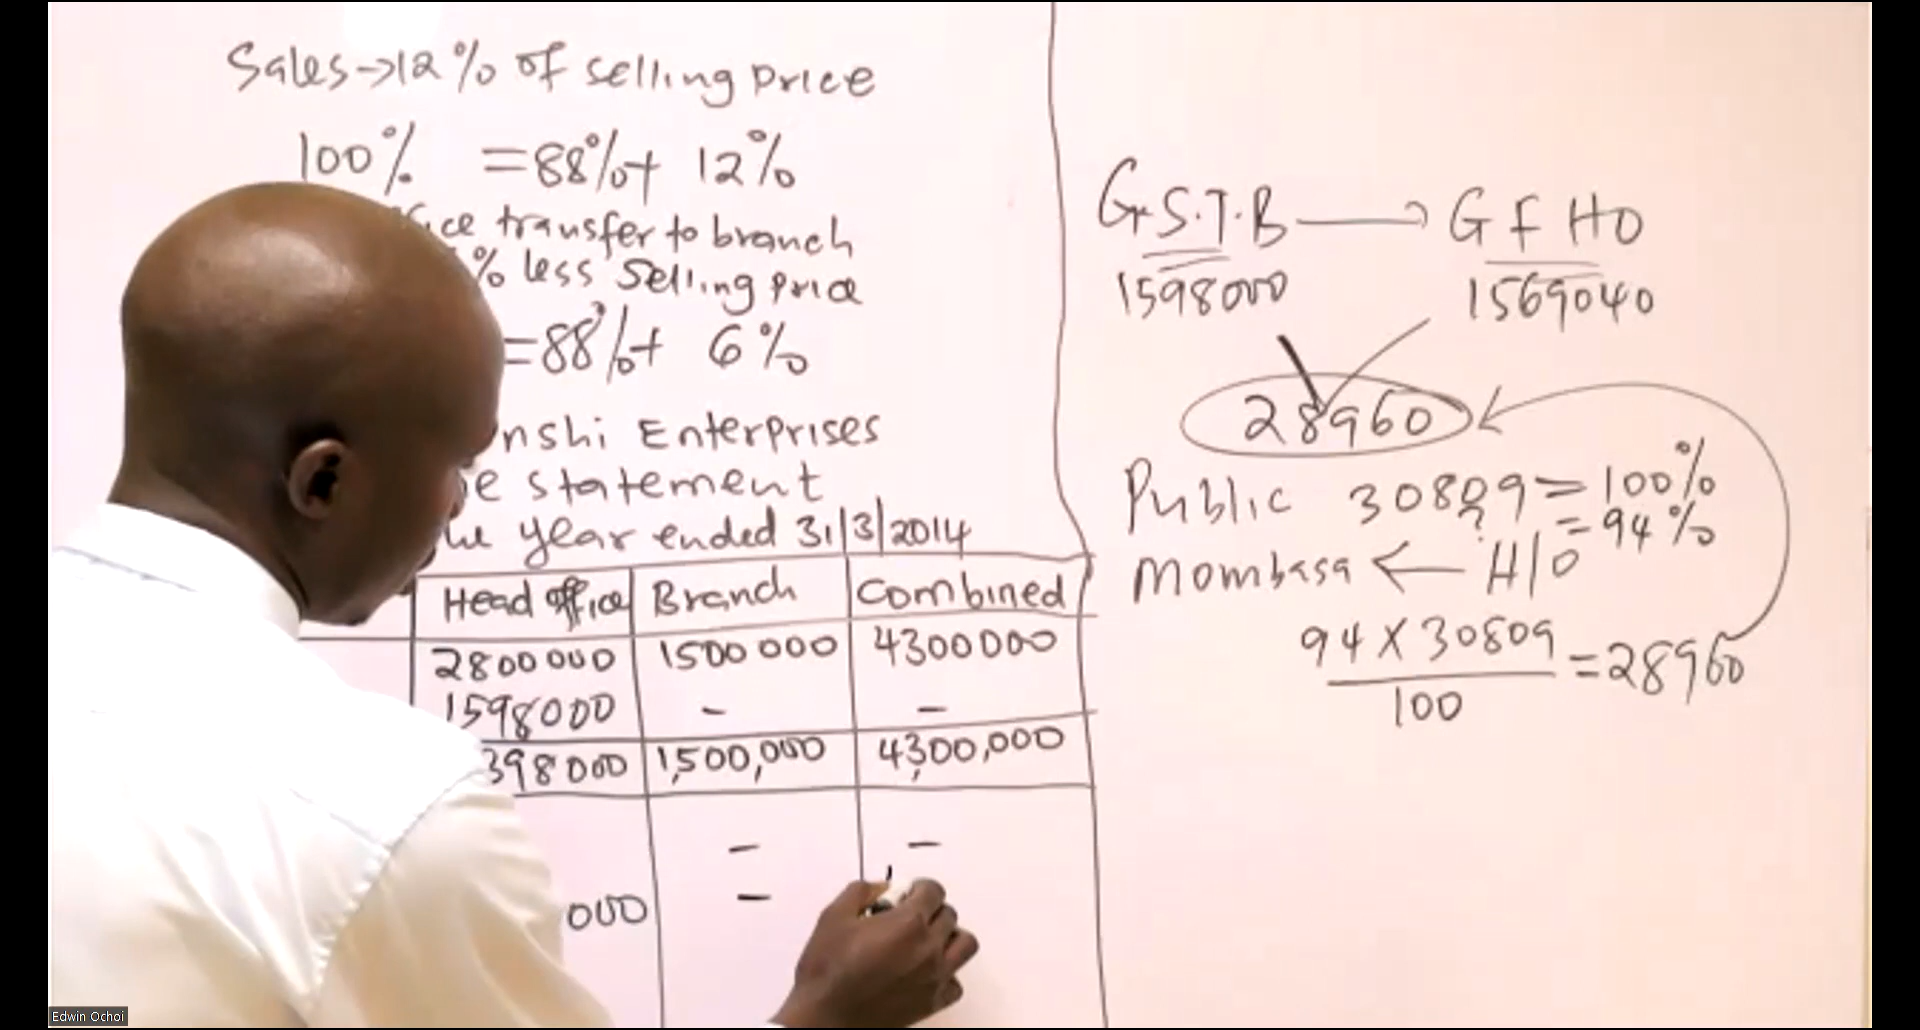 Sales→12% of selling price
100% =88%+ 12%
transfer to branch
% less selling price
=88%+ 6%
nshi Enterprises
statement
year ended 31/3/2014
Head office Branch Combined
2800000 1500000 4300000
1598000 - -
398000 1,500,000 4300,000
- -
000 -
G.S.T.B → G F HO
1598000 1569040
28960
Public 30809 = 100%
? = 94%
Mombasa ← H/O
94 X 30809
100
=28960
Edwin Ochoi